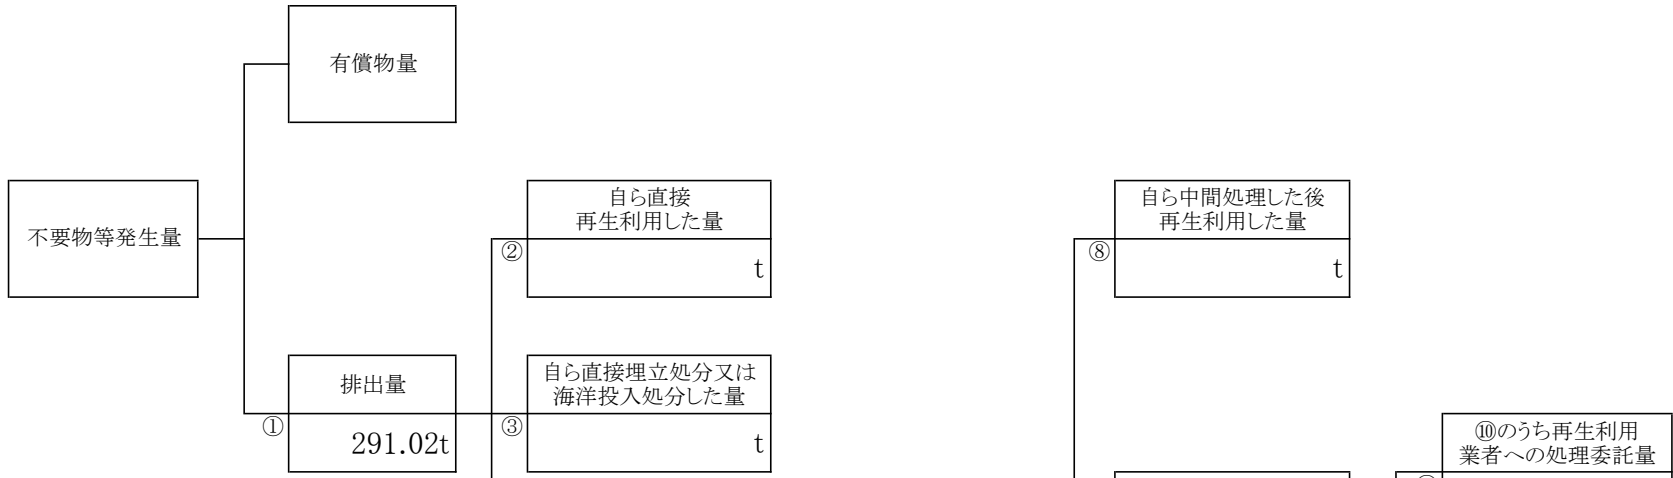 有償物量
不要物等発生量
自ら直接
再生利用した量
②
t
自ら中間処理した後
再生利用した量
⑧
t
排出量
①
291.02t
自ら直接埋立処分又は
海洋投入処分した量
③
t
⑩のうち再生利用
業者への処理委託量